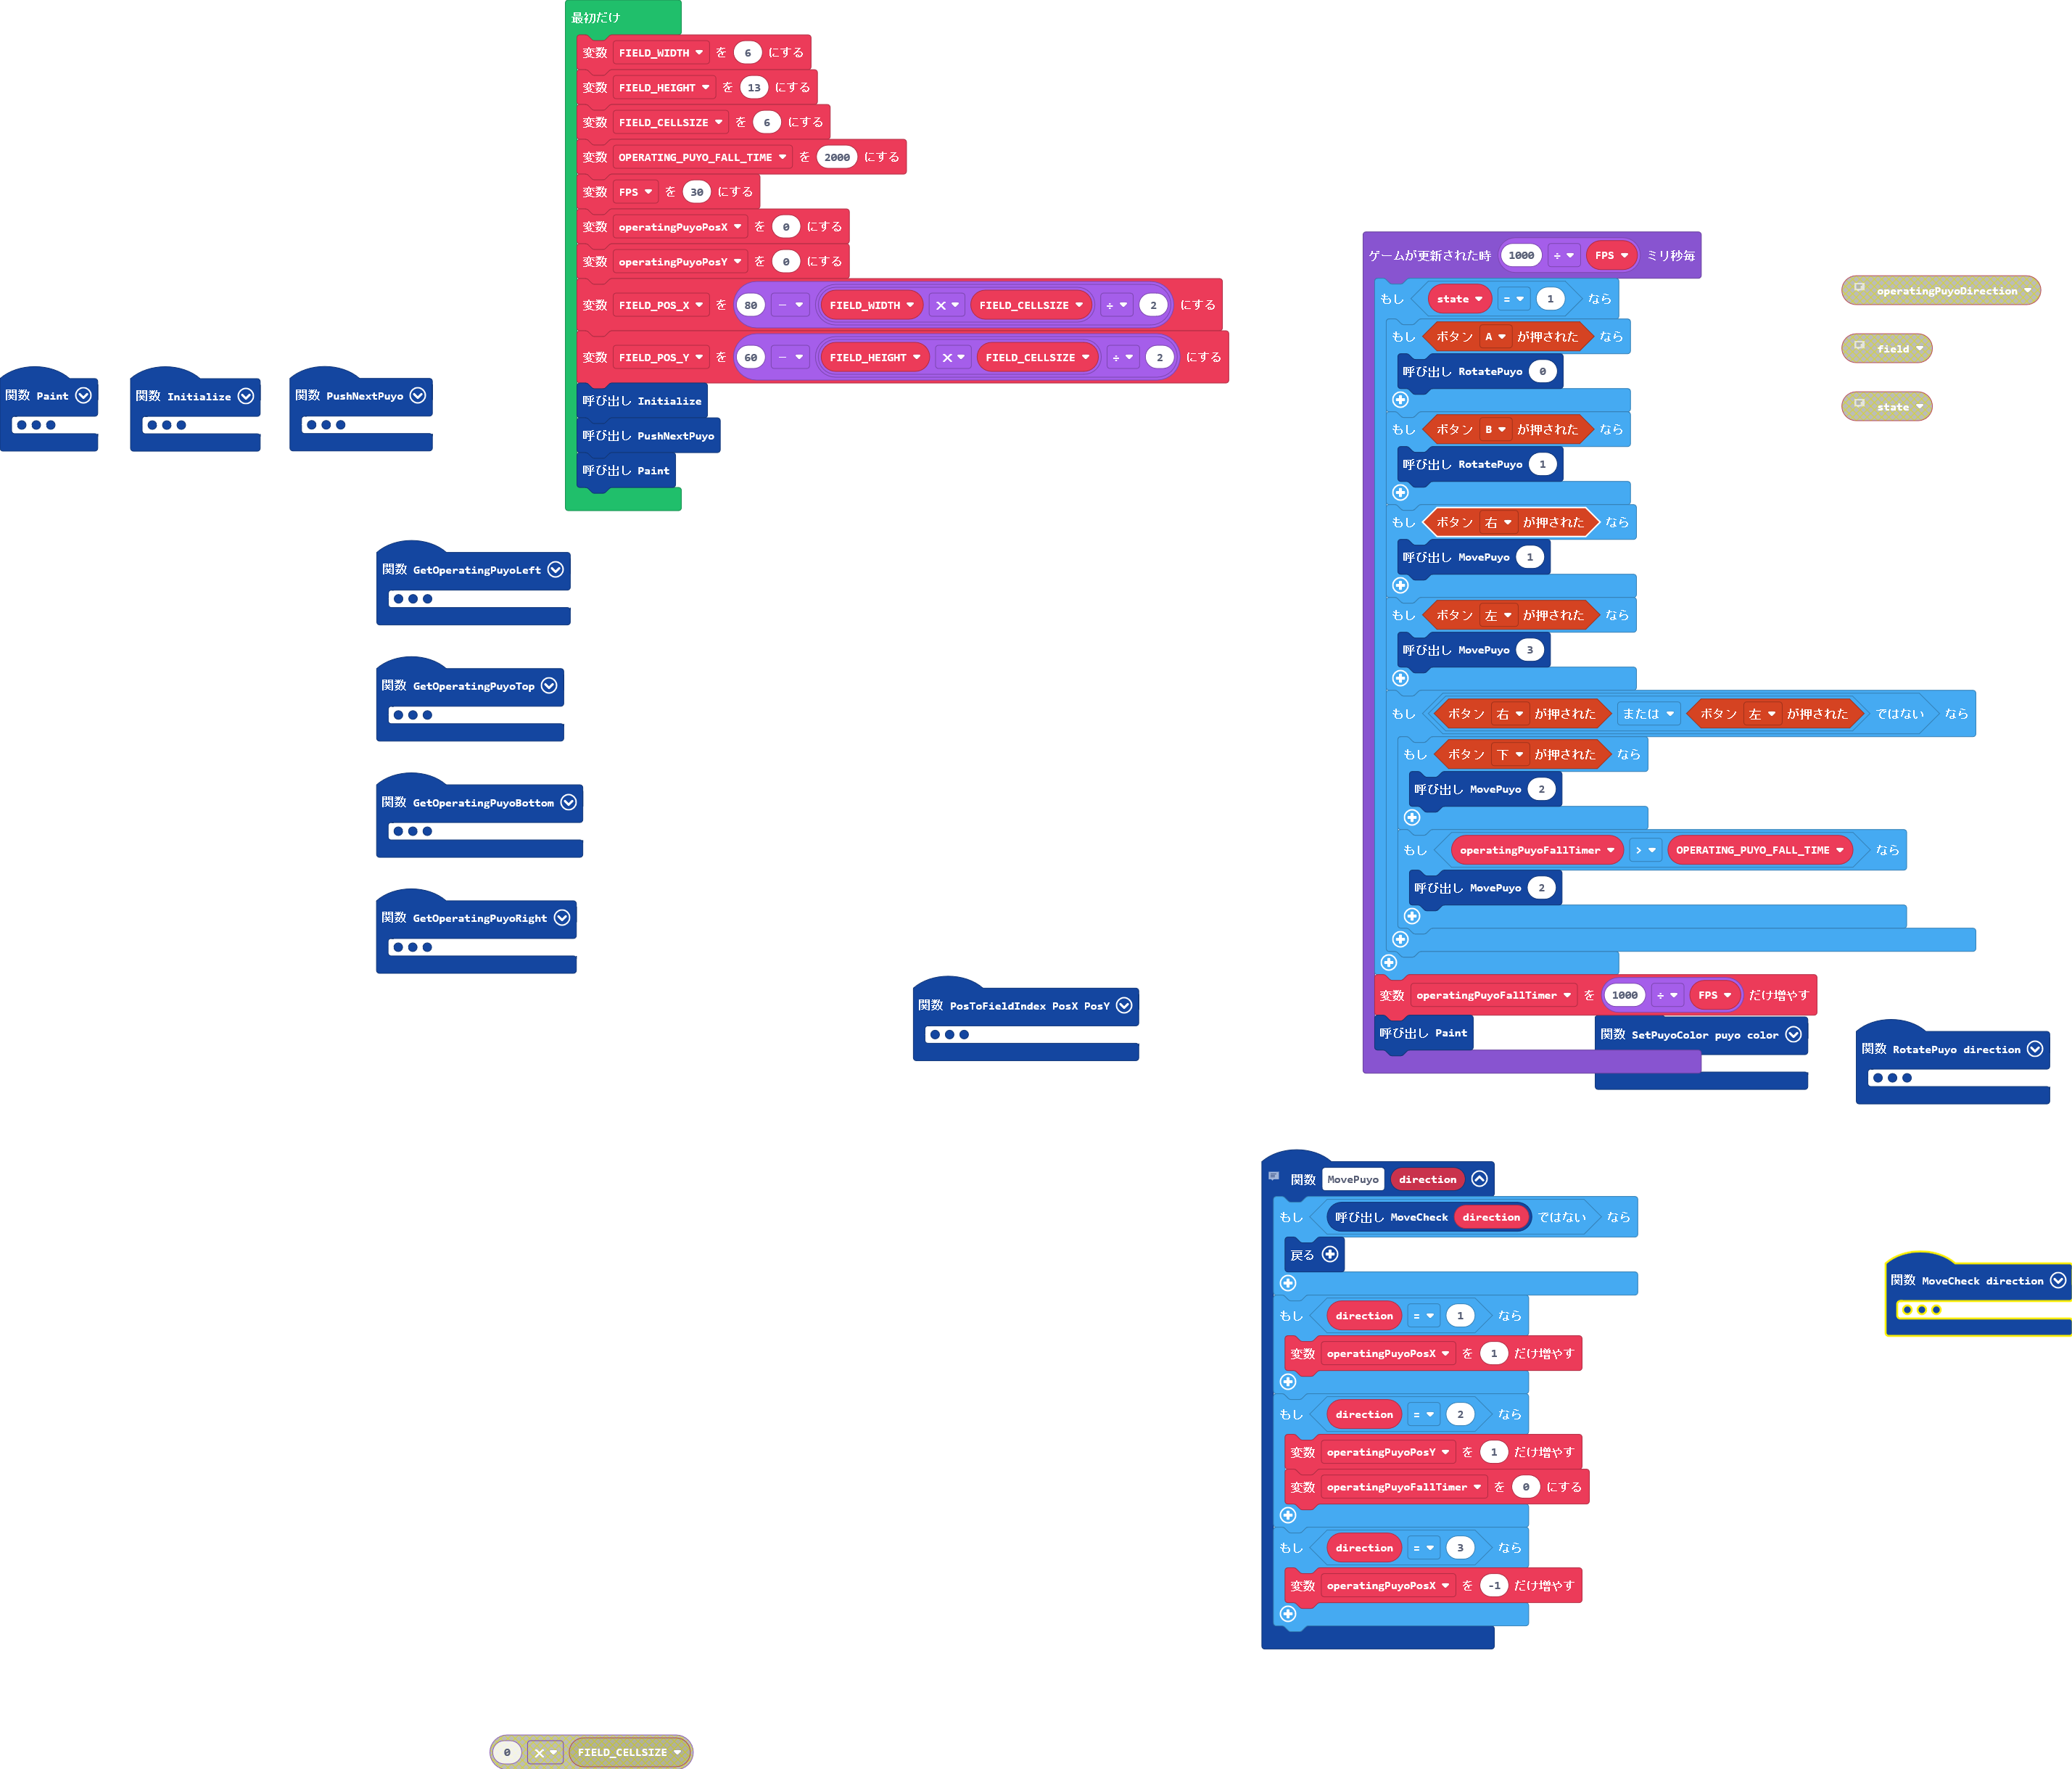 最初だけ
変数 FIELD_WIDTH を 6 にする
変数 FIELD_HEIGHT を 13 にする
変数 FIELD_CELLSIZE を 6 にする
変数 OPERATING_PUYO_FALL_TIME を 2000 にする
変数 FPS を 30 にする
変数 operatingPuyoPosX を 0 にする
変数 operatingPuyoPosY を 0 にする
変数 FIELD_POS_X を 80 - FIELD_WIDTH × FIELD_CELLSIZE ÷ 2 にする
変数 FIELD_POS_Y を 60 - FIELD_HEIGHT × FIELD_CELLSIZE ÷ 2 にする
呼び出し Initialize
呼び出し PushNextPuyo
呼び出し Paint
関数 Paint
関数 Initialize
関数 PushNextPuyo
関数 GetOperatingPuyoLeft
関数 GetOperatingPuyoTop
関数 GetOperatingPuyoBottom
関数 GetOperatingPuyoRight
関数 PosToFieldIndex PosX PosY
ゲームが更新された時 1000 ÷ FPS ミリ秒毎
もし state = 1 なら
もし ボタン A が押された なら
呼び出し RotatePuyo 0
もし ボタン B が押された なら
呼び出し RotatePuyo 1
もし ボタン 右 が押された なら
呼び出し MovePuyo 1
もし ボタン 左 が押された なら
呼び出し MovePuyo 3
もし ボタン 右 が押された または ボタン 左 が押された ではない なら
もし ボタン 下 が押された なら
呼び出し MovePuyo 2
もし operatingPuyoFallTimer > OPERATING_PUYO_FALL_TIME なら
呼び出し MovePuyo 2
変数 operatingPuyoFallTimer を 1000 ÷ FPS だけ増やす
呼び出し Paint
operatingPuyoDirection
field
state
関数 SetPuyoColor puyo color
関数 RotatePuyo direction
関数 MovePuyo direction
もし 呼び出し MoveCheck direction ではない なら
戻る
もし direction = 1 なら
変数 operatingPuyoPosX を 1 だけ増やす
もし direction = 2 なら
変数 operatingPuyoPosY を 1 だけ増やす
変数 operatingPuyoFallTimer を 0 にする
もし direction = 3 なら
変数 operatingPuyoPosX を -1 だけ増やす
関数 MoveCheck direction
0 × FIELD_CELLSIZE